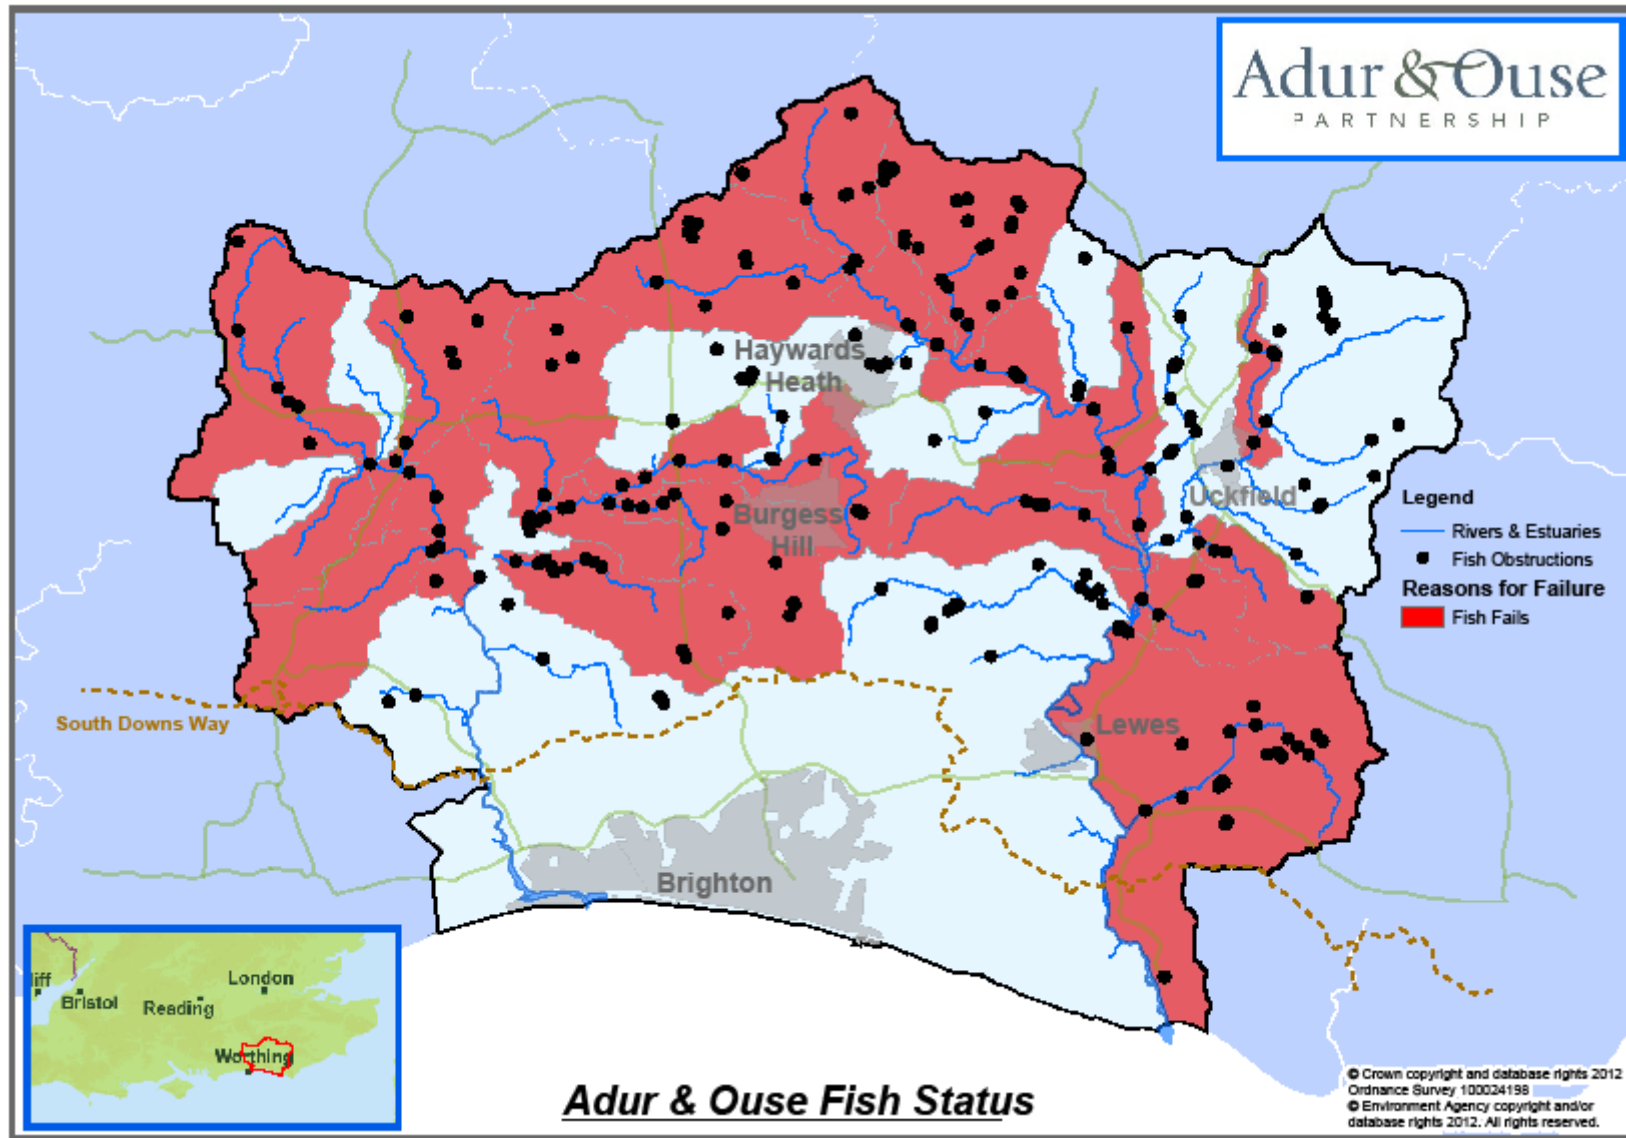 Adur & Ouse
PARTNERSHIP
Haywards
Heath
Burgess
Hill
Uckfield
Legend
Rivers & Estuaries
Fish Obstructions
Reasons for Failure
Fish Fails
South Downs Way
Lewes
Brighton
London
liff
Bristol
Reading
Worthing
Adur & Ouse Fish Status
© Crown copyright and database rights 2012
Ordnance Survey 100024198
© Environment Agency copyright and/or
database rights 2012. All rights reserved.